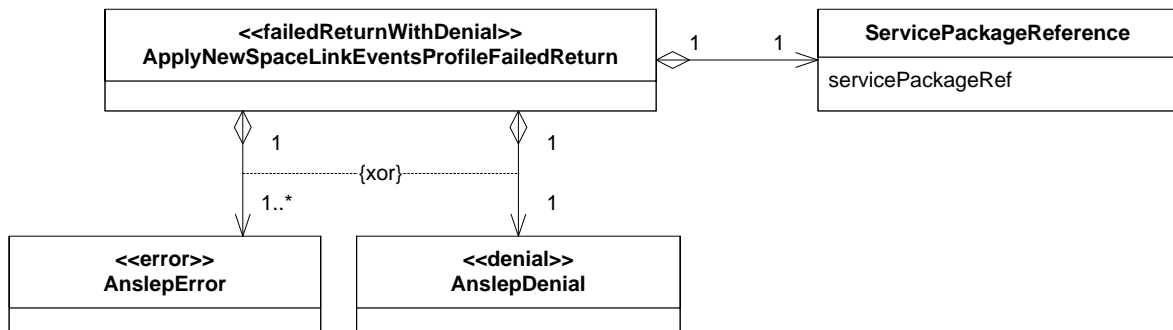 <<failedReturnWithDenial>>
ApplyNewSpaceLinkEventsProfileFailedReturn
1
1
ServicePackageReference
servicePackageRef
1
1
{xor}
1..*
1
<<error>>
AnslepError
<<denial>>
AnslepDenial